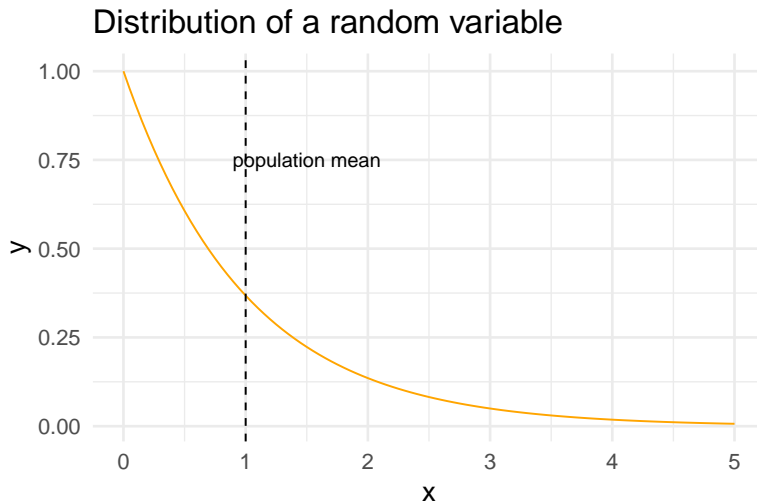 Distribution of a random variable
1.00
0.75
0.50
0.25
0.00
y
population mean
0 1 2 3 4 5
x